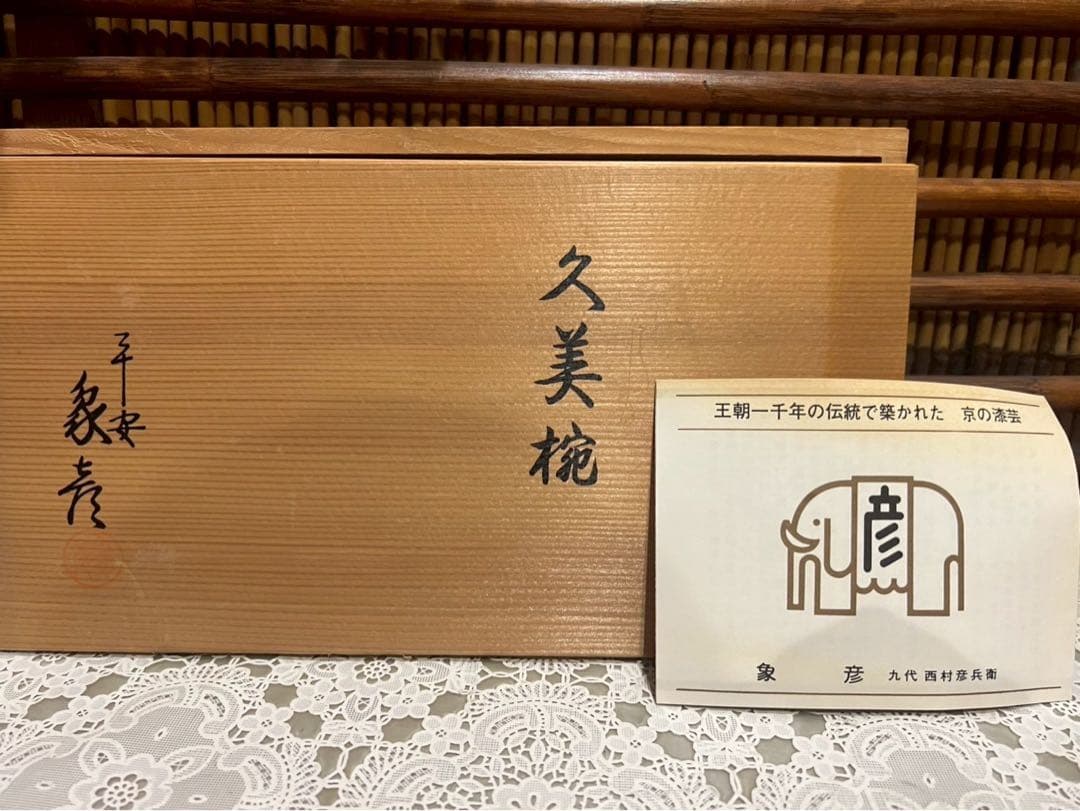 久美椀
平安
象彦
王朝一千年の伝統で築かれた 京の漆芸
彦
象彦 九代 西村彦兵衛